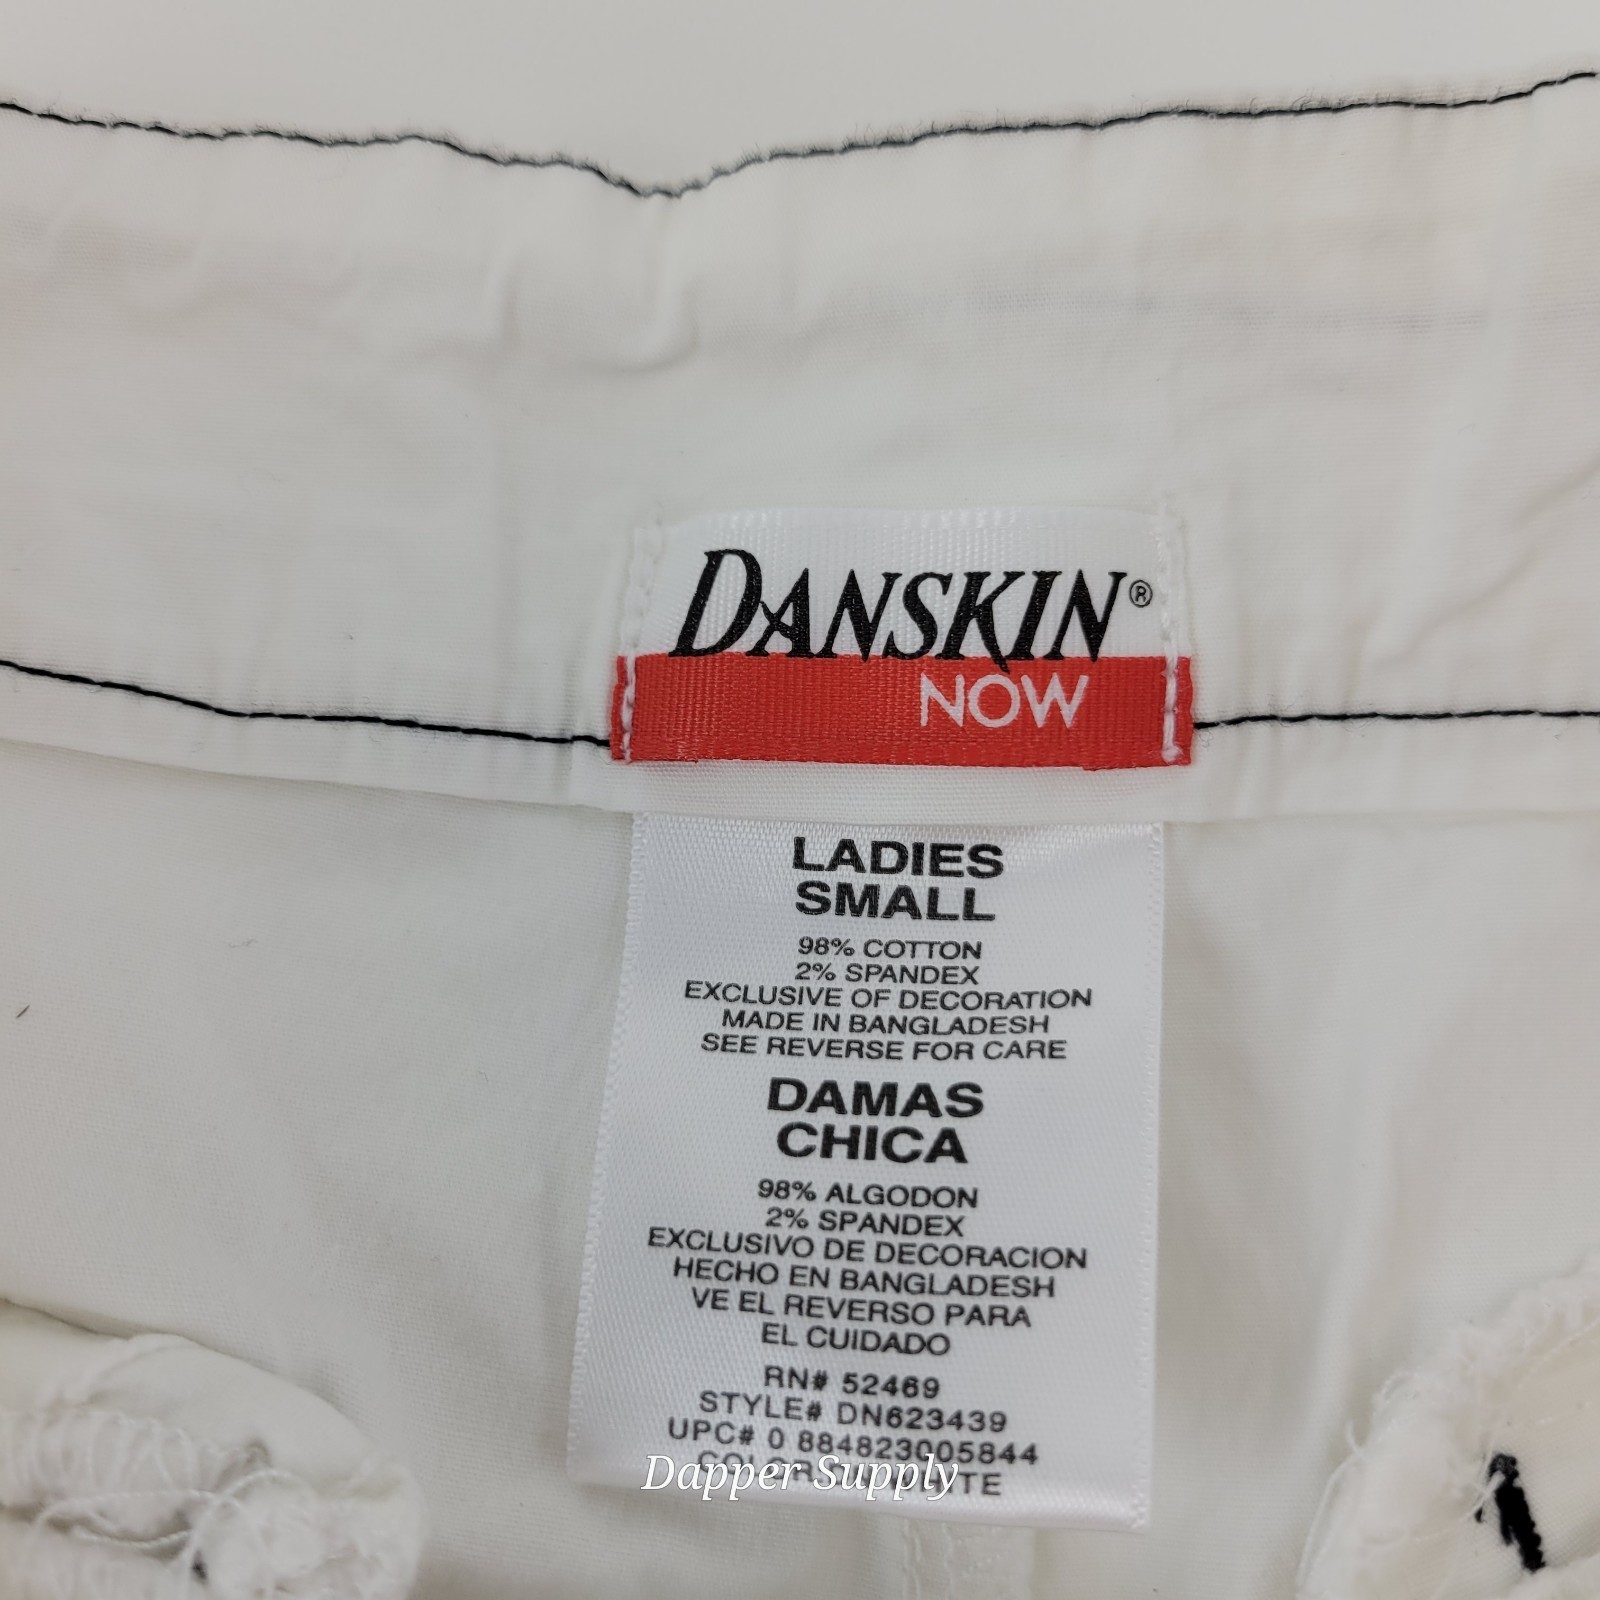 DANSKIN®
NOW
LADIES
SMALL
98% COTTON
2% SPANDEX
EXCLUSIVE OF DECORATION
MADE IN BANGLADESH
SEE REVERSE FOR CARE
DAMAS
CHICA
98% ALGODON
2% SPANDEX
EXCLUSIVO DE DECORACION
HECHO EN BANGLADESH
VE EL REVERSO PARA
EL CUIDADO
RN# 52469
STYLE# DN623439
UPC# 0 884823005844
COLOR
Dapper Supply